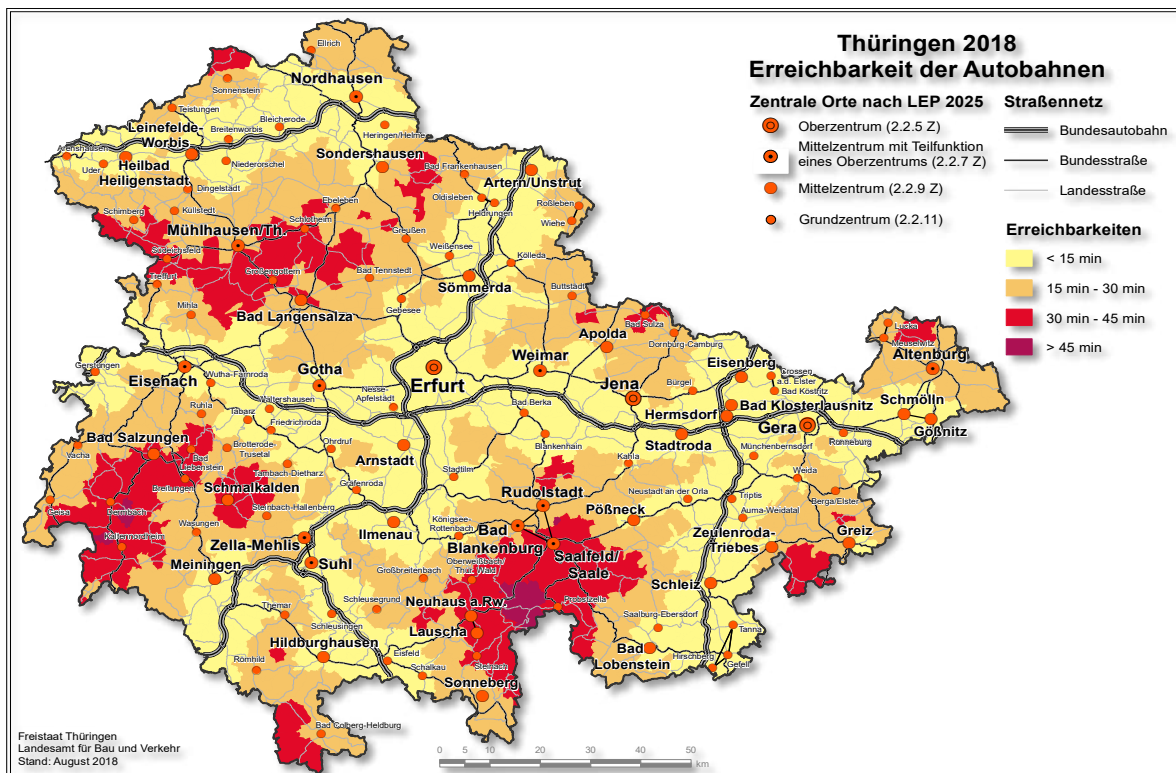 Thüringen 2018
Erreichbarkeit der Autobahnen
Zentrale Orte nach LEP 2025
Oberzentrum (2.2.5 Z)
Mittelzentrum mit Teilfunktion
eines Oberzentrums (2.2.7 Z)
Mittelzentrum (2.2.9 Z)
Grundzentrum (2.2.11)
Straßennetz
Bundesautobahn
Bundesstraße
Landesstraße
Erreichbarkeiten
< 15 min
15 min - 30 min
30 min - 45 min
> 45 min
Ellrich
Nordhausen
Sonnenstein
Teistungen
Leinefelde-
Worbis
Breitenworbis
Bleicherode
Heringen/Helme
Arenshausen
Uder
Heilbad
Heiligenstadt
Niederorschel
Dingelstädt
Sondershausen
Bad Frankenhausen
Artern/Unstrut
Oldisleben
Heldrungen
Roßleben
Wiehe
Schimberg
Küllstedt
Ebeleben
Schlotheim
Mühlhausen/Th.
Südeichsfeld
Greußen
Weißensee
Kölleda
Treffurt
Großengottern
Bad Tennstedt
Sömmerda
Buttstädt
Mihla
Bad Langensalza
Gebesee
Apolda
Bad Sulza
Dornburg-Camburg
Lucka
Meuselwitz
Altenburg
Gerstungen
Eisenach
Wutha-Farnroda
Gotha
Erfurt
Weimar
Jena
Bürgel
Eisenberg
Crossen
a.d. Elster
Bad Köstritz
Ruhla
Waltershausen
Nesse-
Apfelstädt
Tabarz
Friedrichroda
Bad Berka
Hermsdorf
Bad Klosterlausnitz
Gera
Schmölln
Gößnitz
Ronneburg
Bad Salzungen
Vacha
Bad
Liebenstein
Brotterode-
Trusetal
Ohrdruf
Arnstadt
Blankenhain
Stadtroda
Münchenbernsdorf
Tambach-Dietharz
Stadtilm
Kahla
Weida
Breitungen
Schmalkalden
Gräfenroda
Rudolstadt
Neustadt an der Orla
Triptis
Berga/Elster
Geisa
Dermbach
Steinbach-Hallenberg
Pößneck
Auma-Weidatal
Kaltennordheim
Wasungen
Zella-Mehlis
Ilmenau
Königsee-
Rottenbach
Bad
Blankenburg
Saalfeld/
Saale
Zeulenroda-
Triebes
Greiz
Meiningen
Suhl
Oberweißbach/
Thür. Wald
Großbreitenbach
Schleiz
Themar
Schleusegrund
Schleusingen
Neuhaus a.Rw.
Probstzella
Saalburg-Ebersdorf
Lauscha
Tanna
Hildburghausen
Eisfeld
Römhild
Schalkau
Steinach
Bad
Lobenstein
Hirschberg
Gefell
Sonneberg
Bad Colberg-Heldburg
Freistaat Thüringen
Landesamt für Bau und Verkehr
Stand: August 2018
0 5 10 20 30 40 50
km